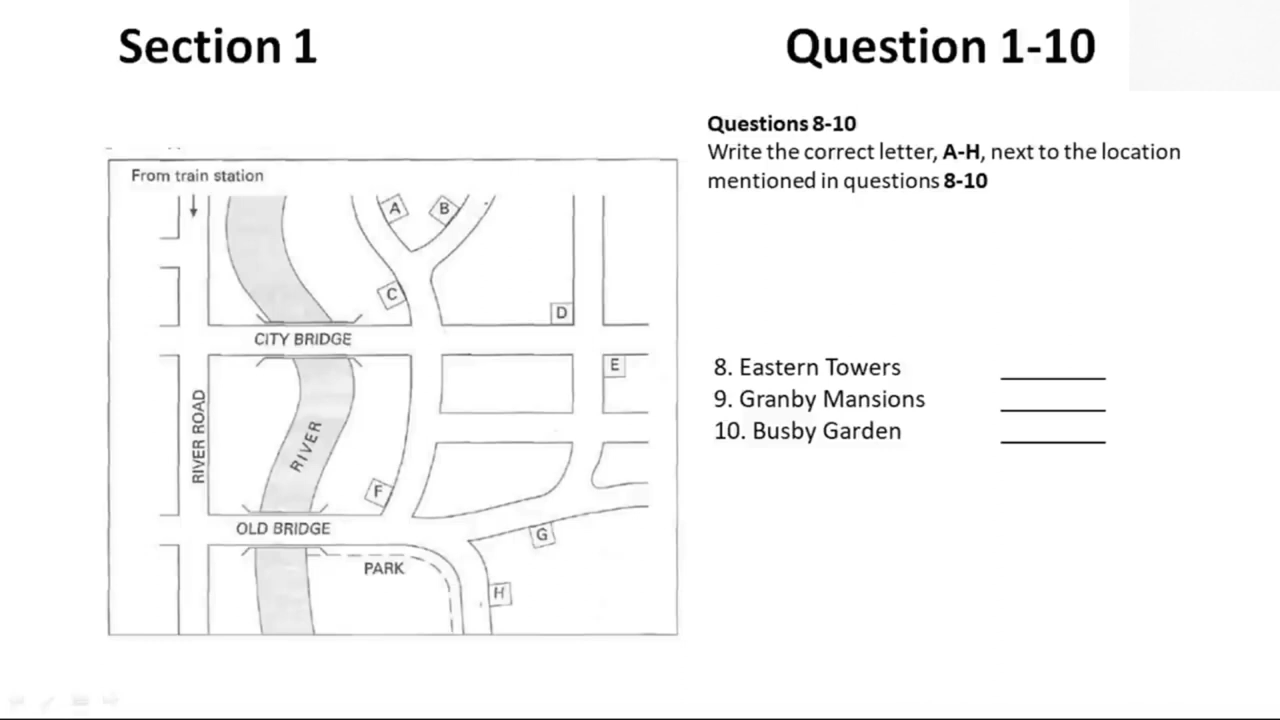 Section 1
Question 1-10
Questions 8-10
Write the correct letter, A-H, next to the location
mentioned in questions 8-10
From train station
A
B
C
D
CITY BRIDGE
E
RIVER ROAD
RIVER
F
OLD BRIDGE
G
PARK
H
8. Eastern Towers
9. Granby Mansions
10. Busby Garden